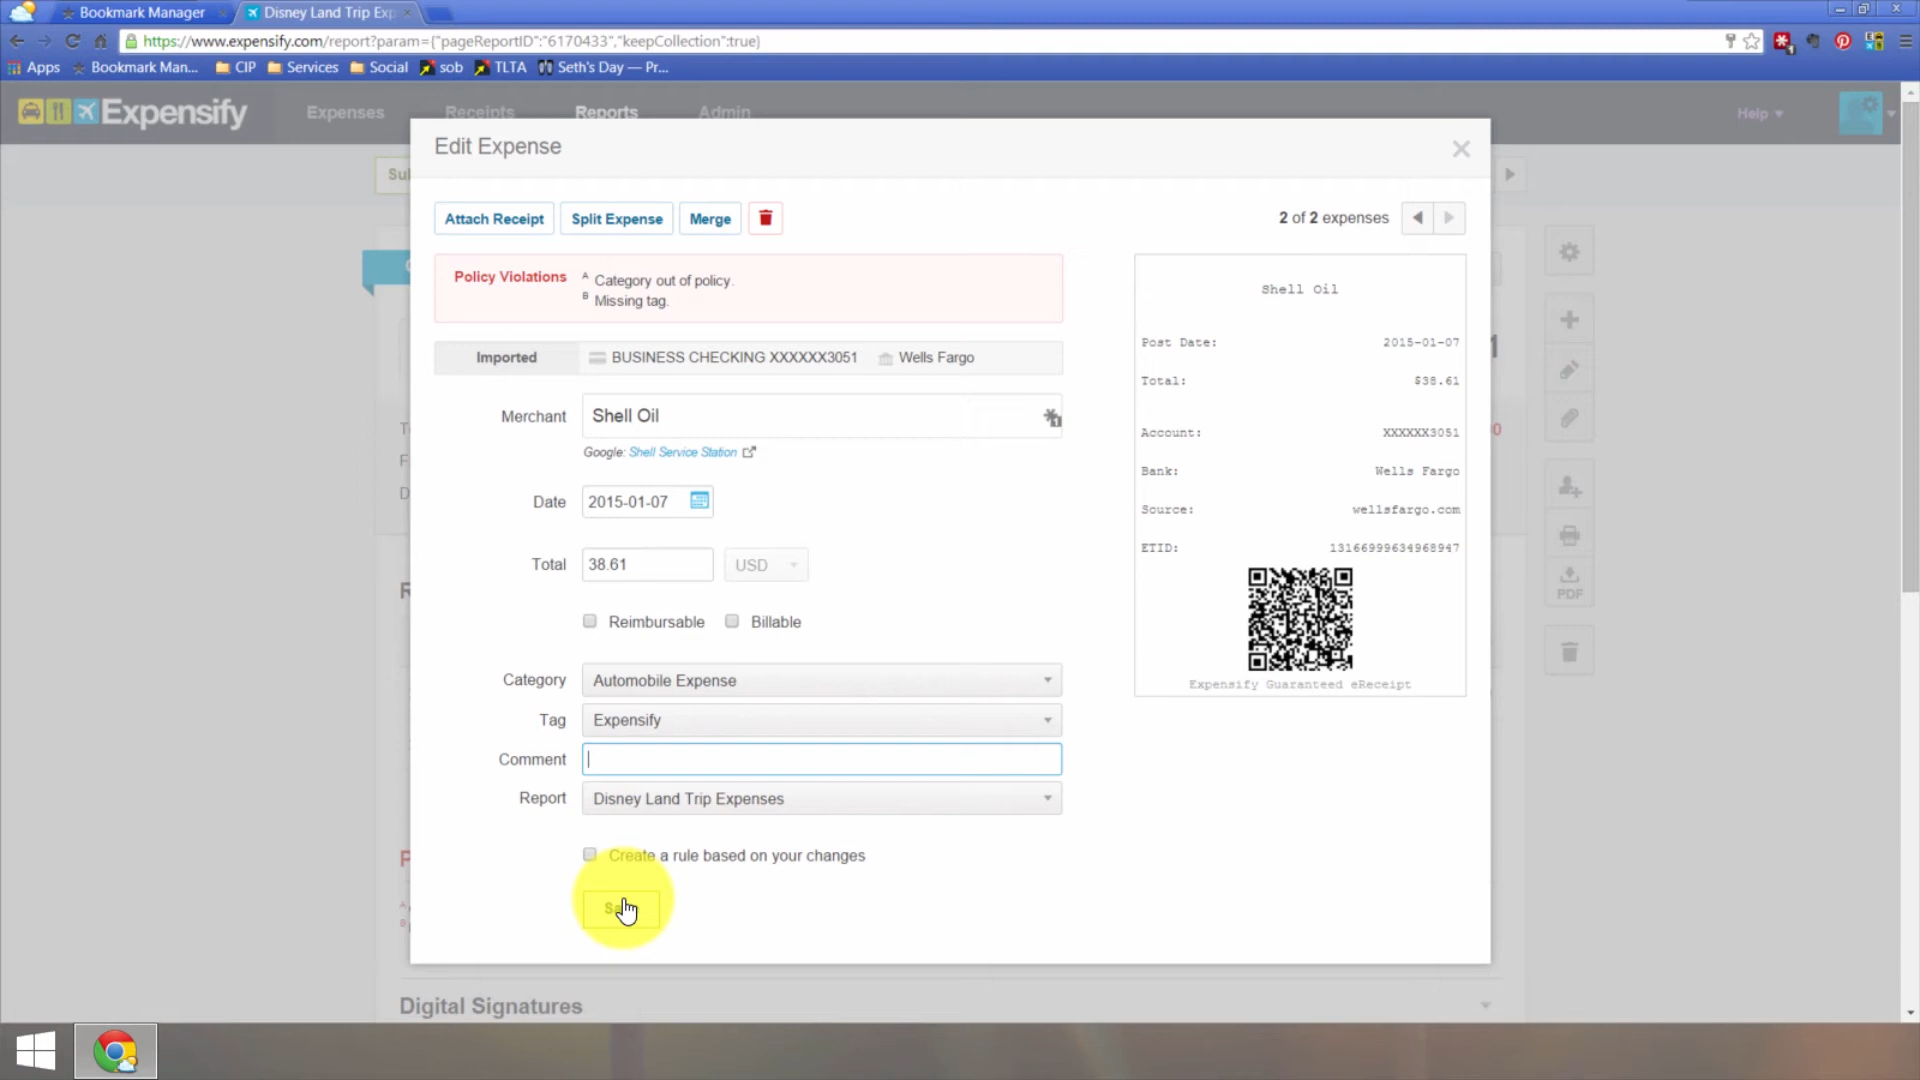 Bookmark Manager
Disney Land Trip Exp
https://www.expensify.com/report?param={"pageReportID":"6170433","keepCollection":true}
Apps Bookmark Man... CIP Services Social sob TLTA Seth's Day — Pr...
Expensify Expenses Receipts Reports Admin Help
Edit Expense
Attach Receipt Split Expense Merge
2 of 2 expenses
Policy Violations
A Category out of policy.
B Missing tag.
Imported BUSINESS CHECKING XXXXXX3051 Wells Fargo
Merchant Shell Oil
Google: Shell Service Station
Date 2015-01-07
Total 38.61 USD
Reimbursable Billable
Category Automobile Expense
Tag Expensify
Comment
Report Disney Land Trip Expenses
Create a rule based on your changes
Shell Oil
Post Date: 2015-01-07
Total: $38.61
Account: XXXXXX3051
Bank: Wells Fargo
Source: wellsfargo.com
ETID: 13166999634968947
Expensify Guaranteed eReceipt
PDF
Digital Signatures